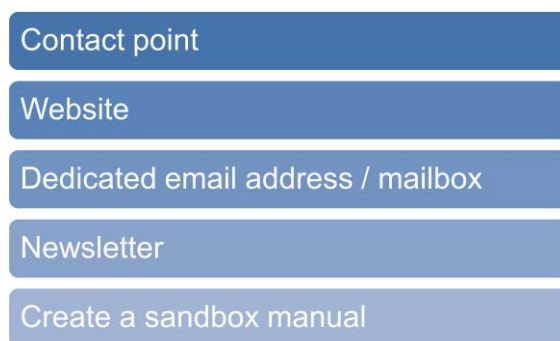 Contact point
Website
Dedicated email address / mailbox
Newsletter
Create a sandbox manual